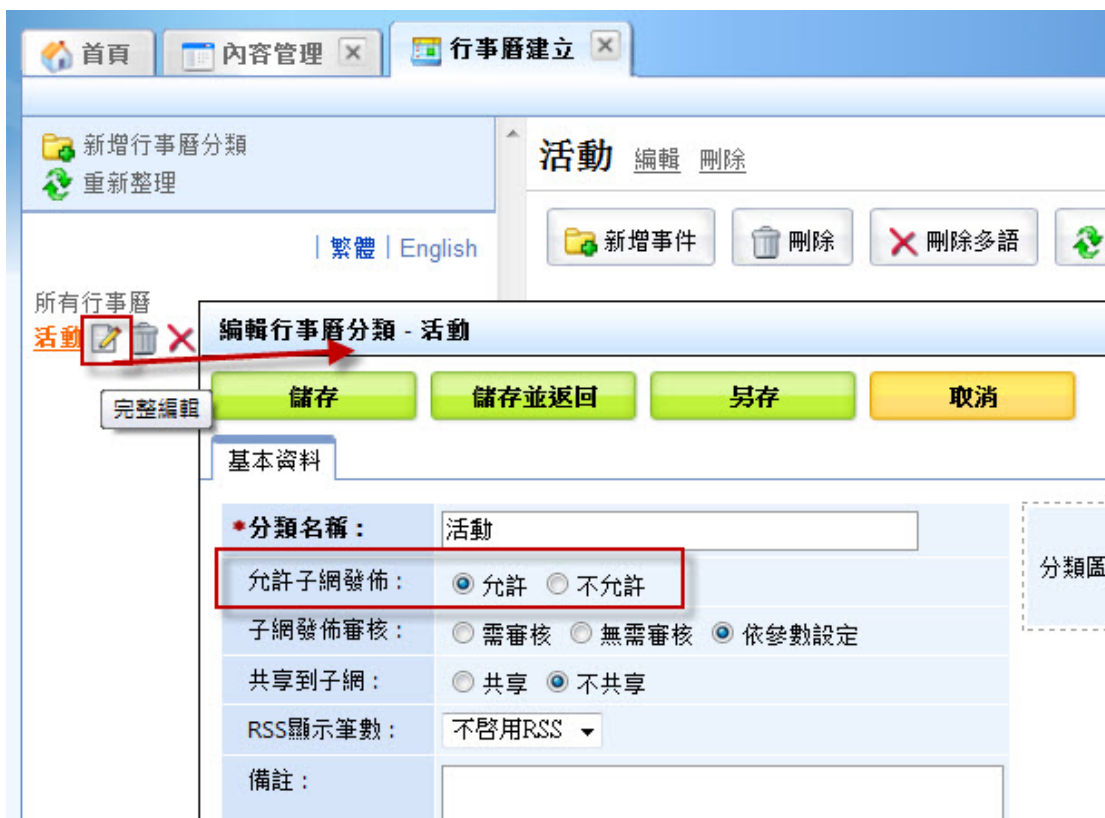 首頁 內容管理 行事曆建立
新增行事曆分類
重新整理
| 繁體 | English
所有行事曆
活動
完整編輯
活動 編輯 刪除
新增事件 刪除 刪除多語
編輯行事曆分類 - 活動
儲存 儲存並返回 另存 取消
基本資料
*分類名稱： 活動
允許子網發佈： 允許 不允許
子網發佈審核： 需審核 無需審核 依參數設定
共享到子網： 共享 不共享
RSS顯示筆數： 不啓用RSS
備註：
分類圖